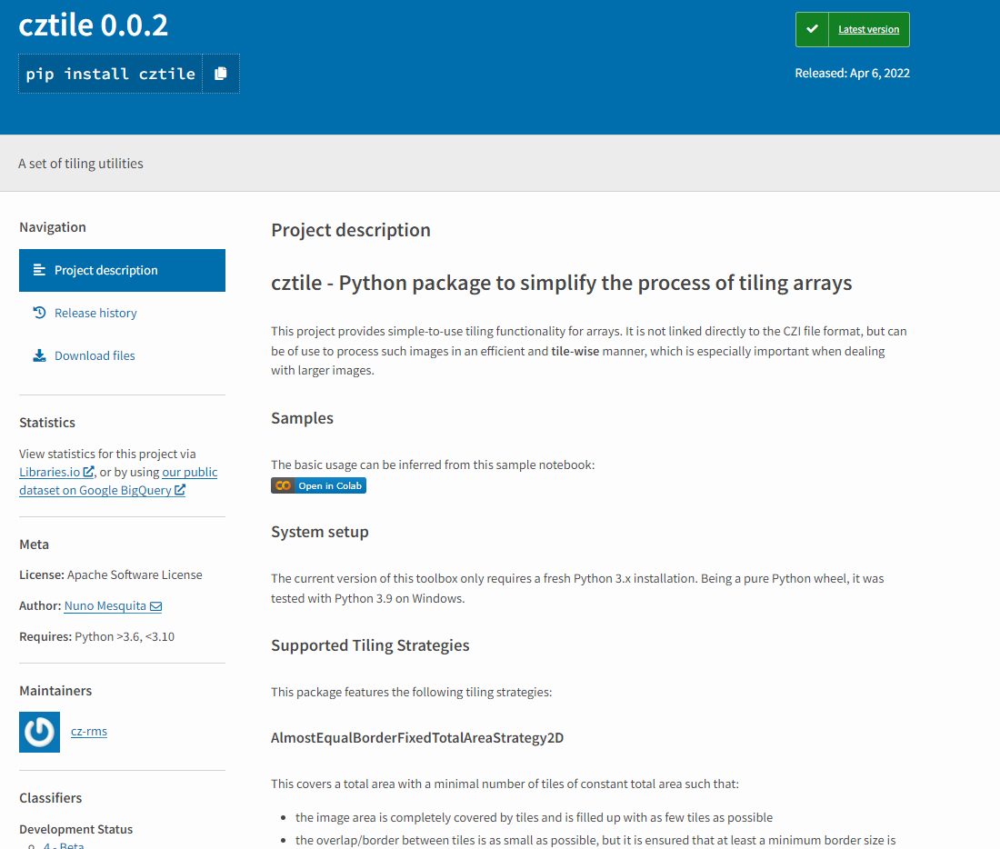 cztile 0.0.2
pip install cztile
Latest version
Released: Apr 6, 2022
A set of tiling utilities
Navigation
Project description
Release history
Download files
Statistics
View statistics for this project via
Libraries.io, or by using our public
dataset on Google BigQuery
Meta
License: Apache Software License
Author: Nuno Mesquita
Requires: Python >3.6, <3.10
Maintainers
cz-rms
Classifiers
Development Status
4 - Beta
Project description
cztile - Python package to simplify the process of tiling arrays
This project provides simple-to-use tiling functionality for arrays. It is not linked directly to the CZI file format, but can
be of use to process such images in an efficient and tile-wise manner, which is especially important when dealing
with larger images.
Samples
The basic usage can be inferred from this sample notebook:
Open in Colab
System setup
The current version of this toolbox only requires a fresh Python 3.x installation. Being a pure Python wheel, it was
tested with Python 3.9 on Windows.
Supported Tiling Strategies
This package features the following tiling strategies:
AlmostEqualBorderFixedTotalAreaStrategy2D
This covers a total area with a minimal number of tiles of constant total area such that:
• the image area is completely covered by tiles and is filled up with as few tiles as possible
• the overlap/border between tiles is as small as possible, but it is ensured that at least a minimum border size is